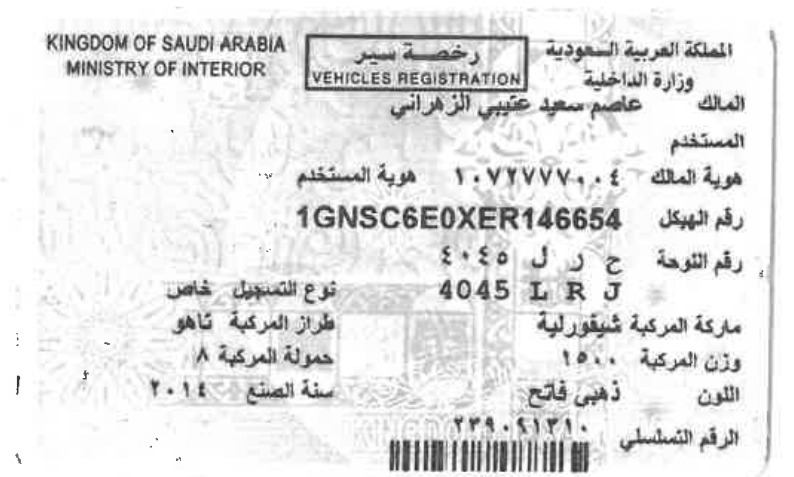 KINGDOM OF SAUDI ARABIA
MINISTRY OF INTERIOR
رخصة سير
VEHICLES REGISTRATION
المملكة العربية السعودية
وزارة الداخلية
المالك عاصم سعيد عتيبي الزهراني
المستخدم
هوية المالك ١٠٧٢٧٧٧٠٠٤ هوية المستخدم
رقم الهيكل 1GNSC6E0XER146654
رقم اللوحة ح ر ل ٤٠٤٥
4045 L R J نوع التسجيل خاص
ماركة المركبة شيفورلية طراز المركبة تاهو
وزن المركبة ١٥٠٠ حمولة المركبة ٨
اللون ذهبي فاتح سنة الصنع ٢٠١٤
الرقم التسلسلي ٢٣٩٠٩١٣١٠